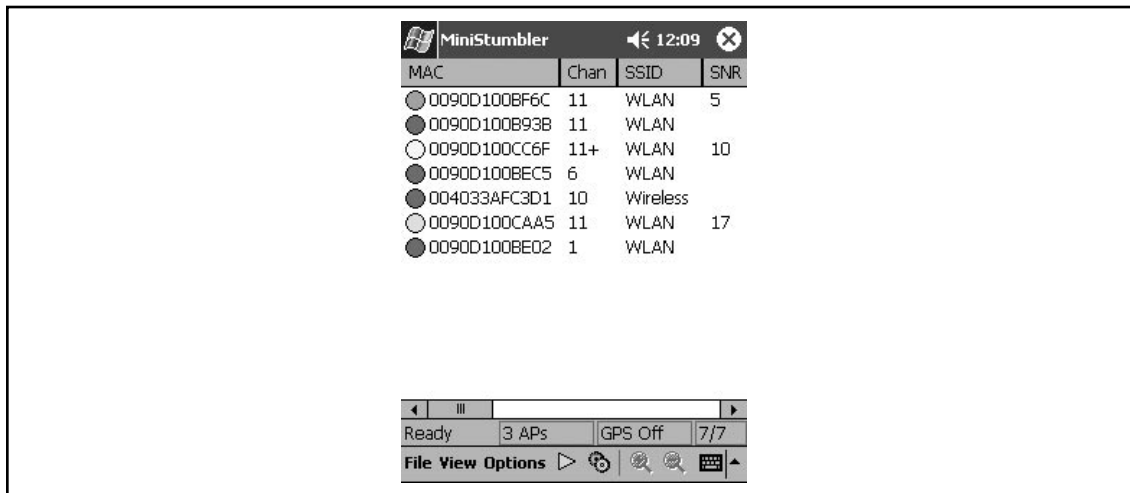 MiniStumbler 12:09
MAC Chan SSID SNR
0090D100BF6C 11 WLAN 5
0090D100B93B 11 WLAN
0090D100CC6F 11+ WLAN 10
0090D100BEC5 6 WLAN
004033AFC3D1 10 Wireless
0090D100CAA5 11 WLAN 17
0090D100BE02 1 WLAN
Ready 3 APs GPS Off 7/7
File View Options